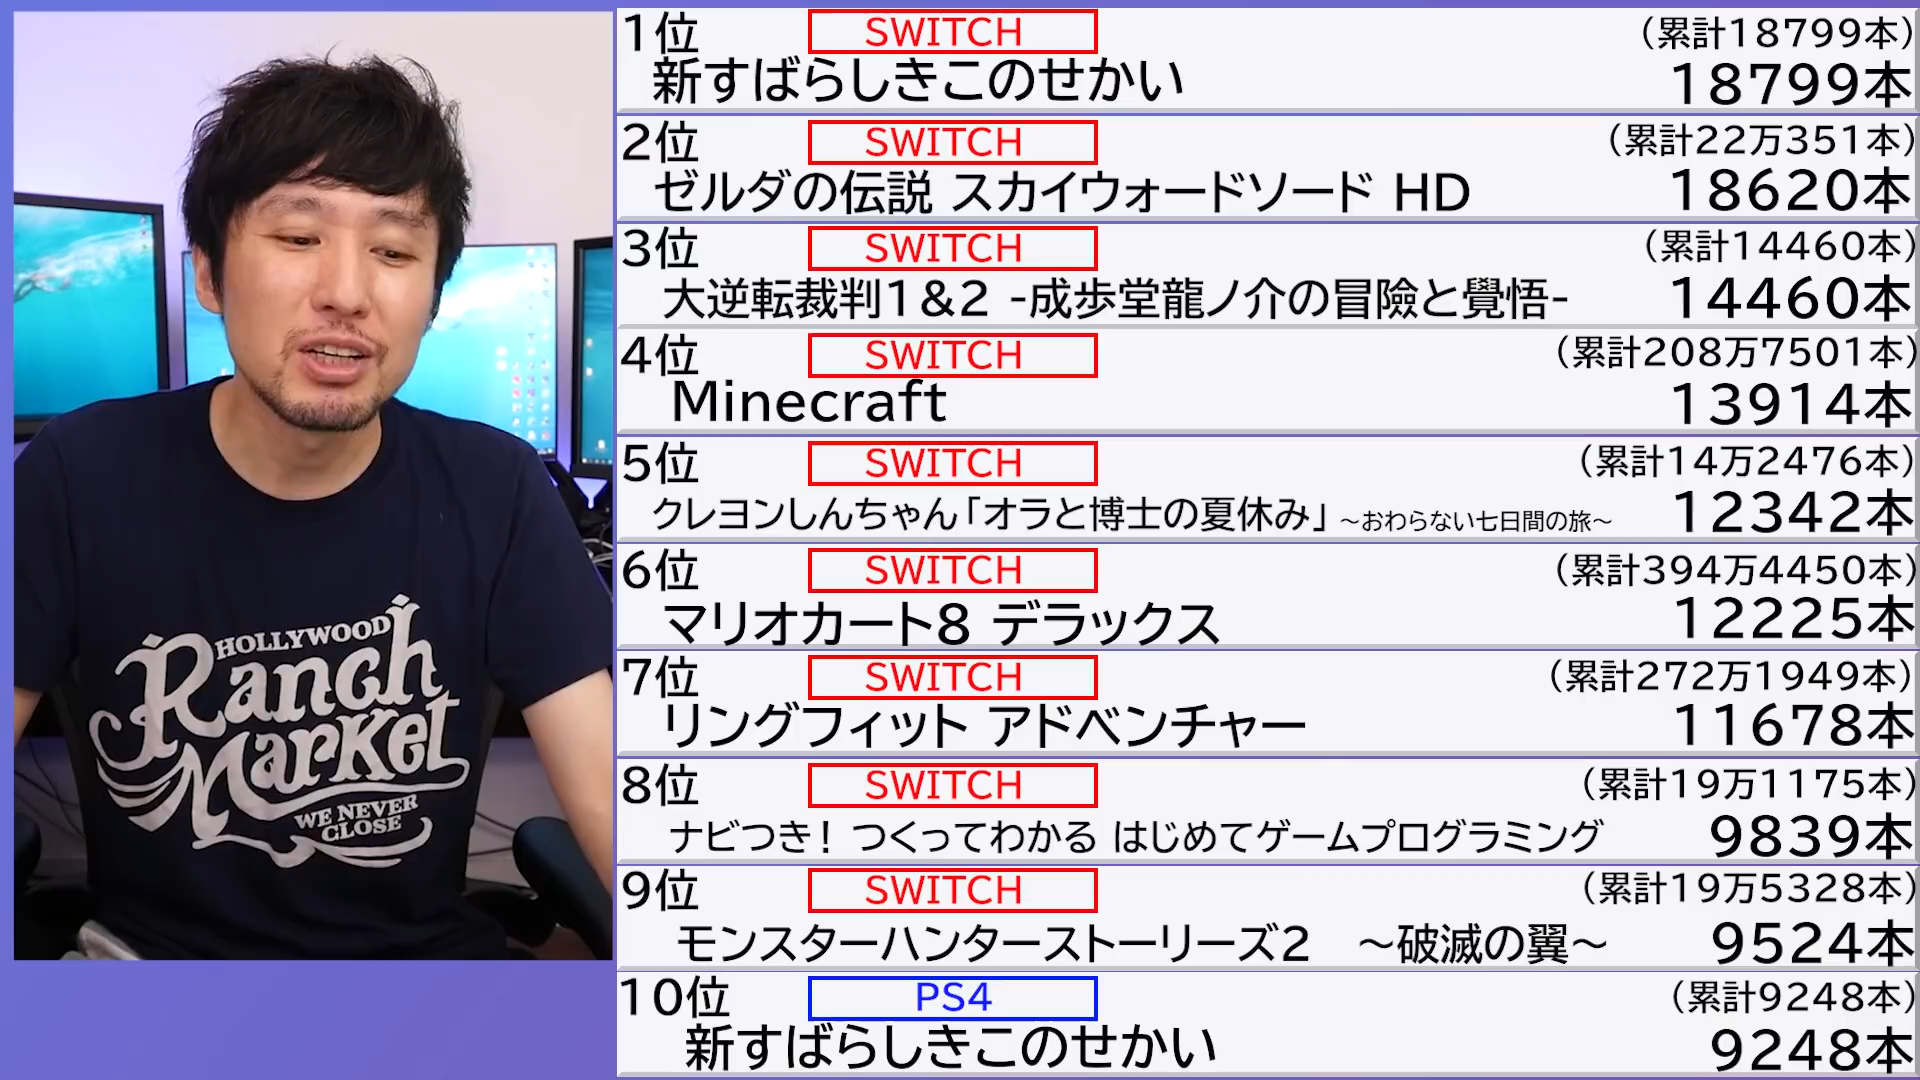 1位 SWITCH (累計18799本)
新すばらしきこのせかい 18799本
2位 SWITCH (累計22万351本)
ゼルダの伝説 スカイウォードソード HD 18620本
3位 SWITCH (累計14460本)
大逆転裁判1&2 -成歩堂龍ノ介の冒險と覺悟- 14460本
4位 SWITCH (累計208万7501本)
Minecraft 13914本
5位 SWITCH (累計14万2476本)
クレヨンしんちゃん「オラと博士の夏休み」 ~おわらない七日間の旅~ 12342本
6位 SWITCH (累計394万4450本)
マリオカート8 デラックス 12225本
7位 SWITCH (累計272万1949本)
リングフィット アドベンチャー 11678本
8位 SWITCH (累計19万1175本)
ナビつき! つくってわかる はじめてゲームプログラミング 9839本
9位 SWITCH (累計19万5328本)
モンスターハンターストーリーズ2 ~破滅の翼~ 9524本
10位 PS4 (累計9248本)
新すばらしきこのせかい 9248本
HOLLYWOOD
Ranch
Market
WE NEVER
CLOSE